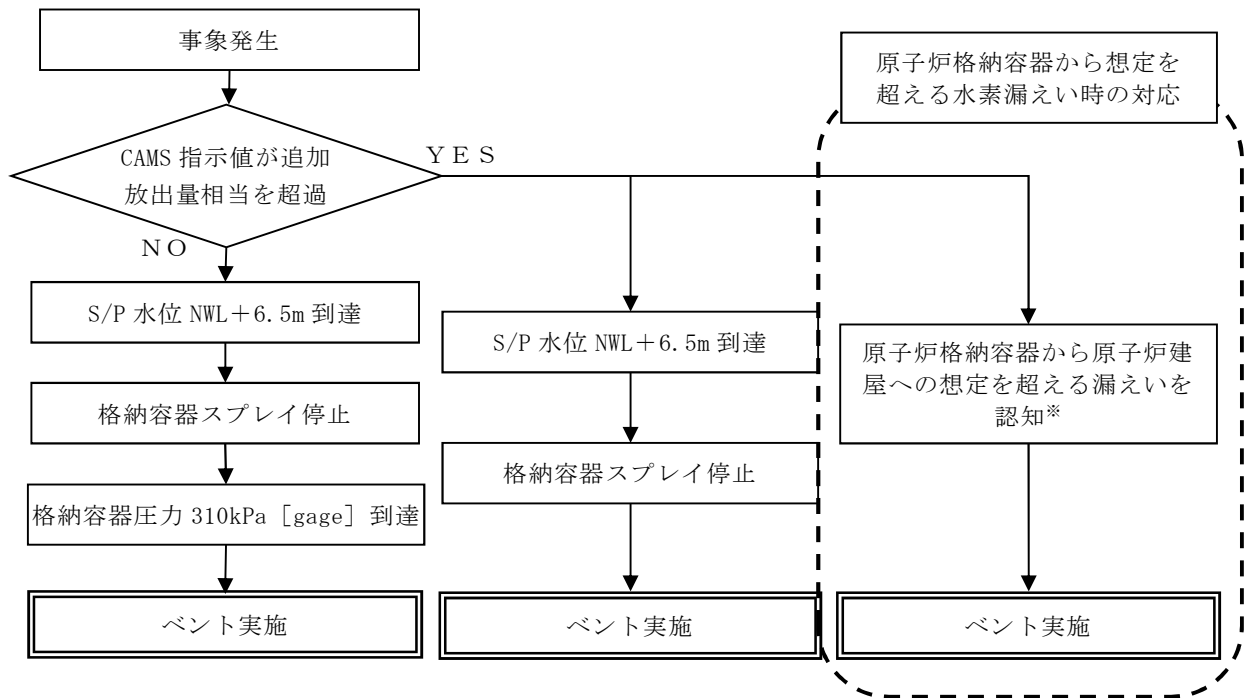 事象発生
CAMS 指示値が追加
放出量相当を超過
ＹＥＳ
ＮＯ
S/P 水位 NWL＋6.5m 到達
格納容器スプレイ停止
格納容器圧力 310kPa［gage］到達
ベント実施
S/P 水位 NWL＋6.5m 到達
格納容器スプレイ停止
ベント実施
原子炉格納容器から想定を
超える水素漏えい時の対応
原子炉格納容器から原子炉建
屋への想定を超える漏えいを
認知※
ベント実施